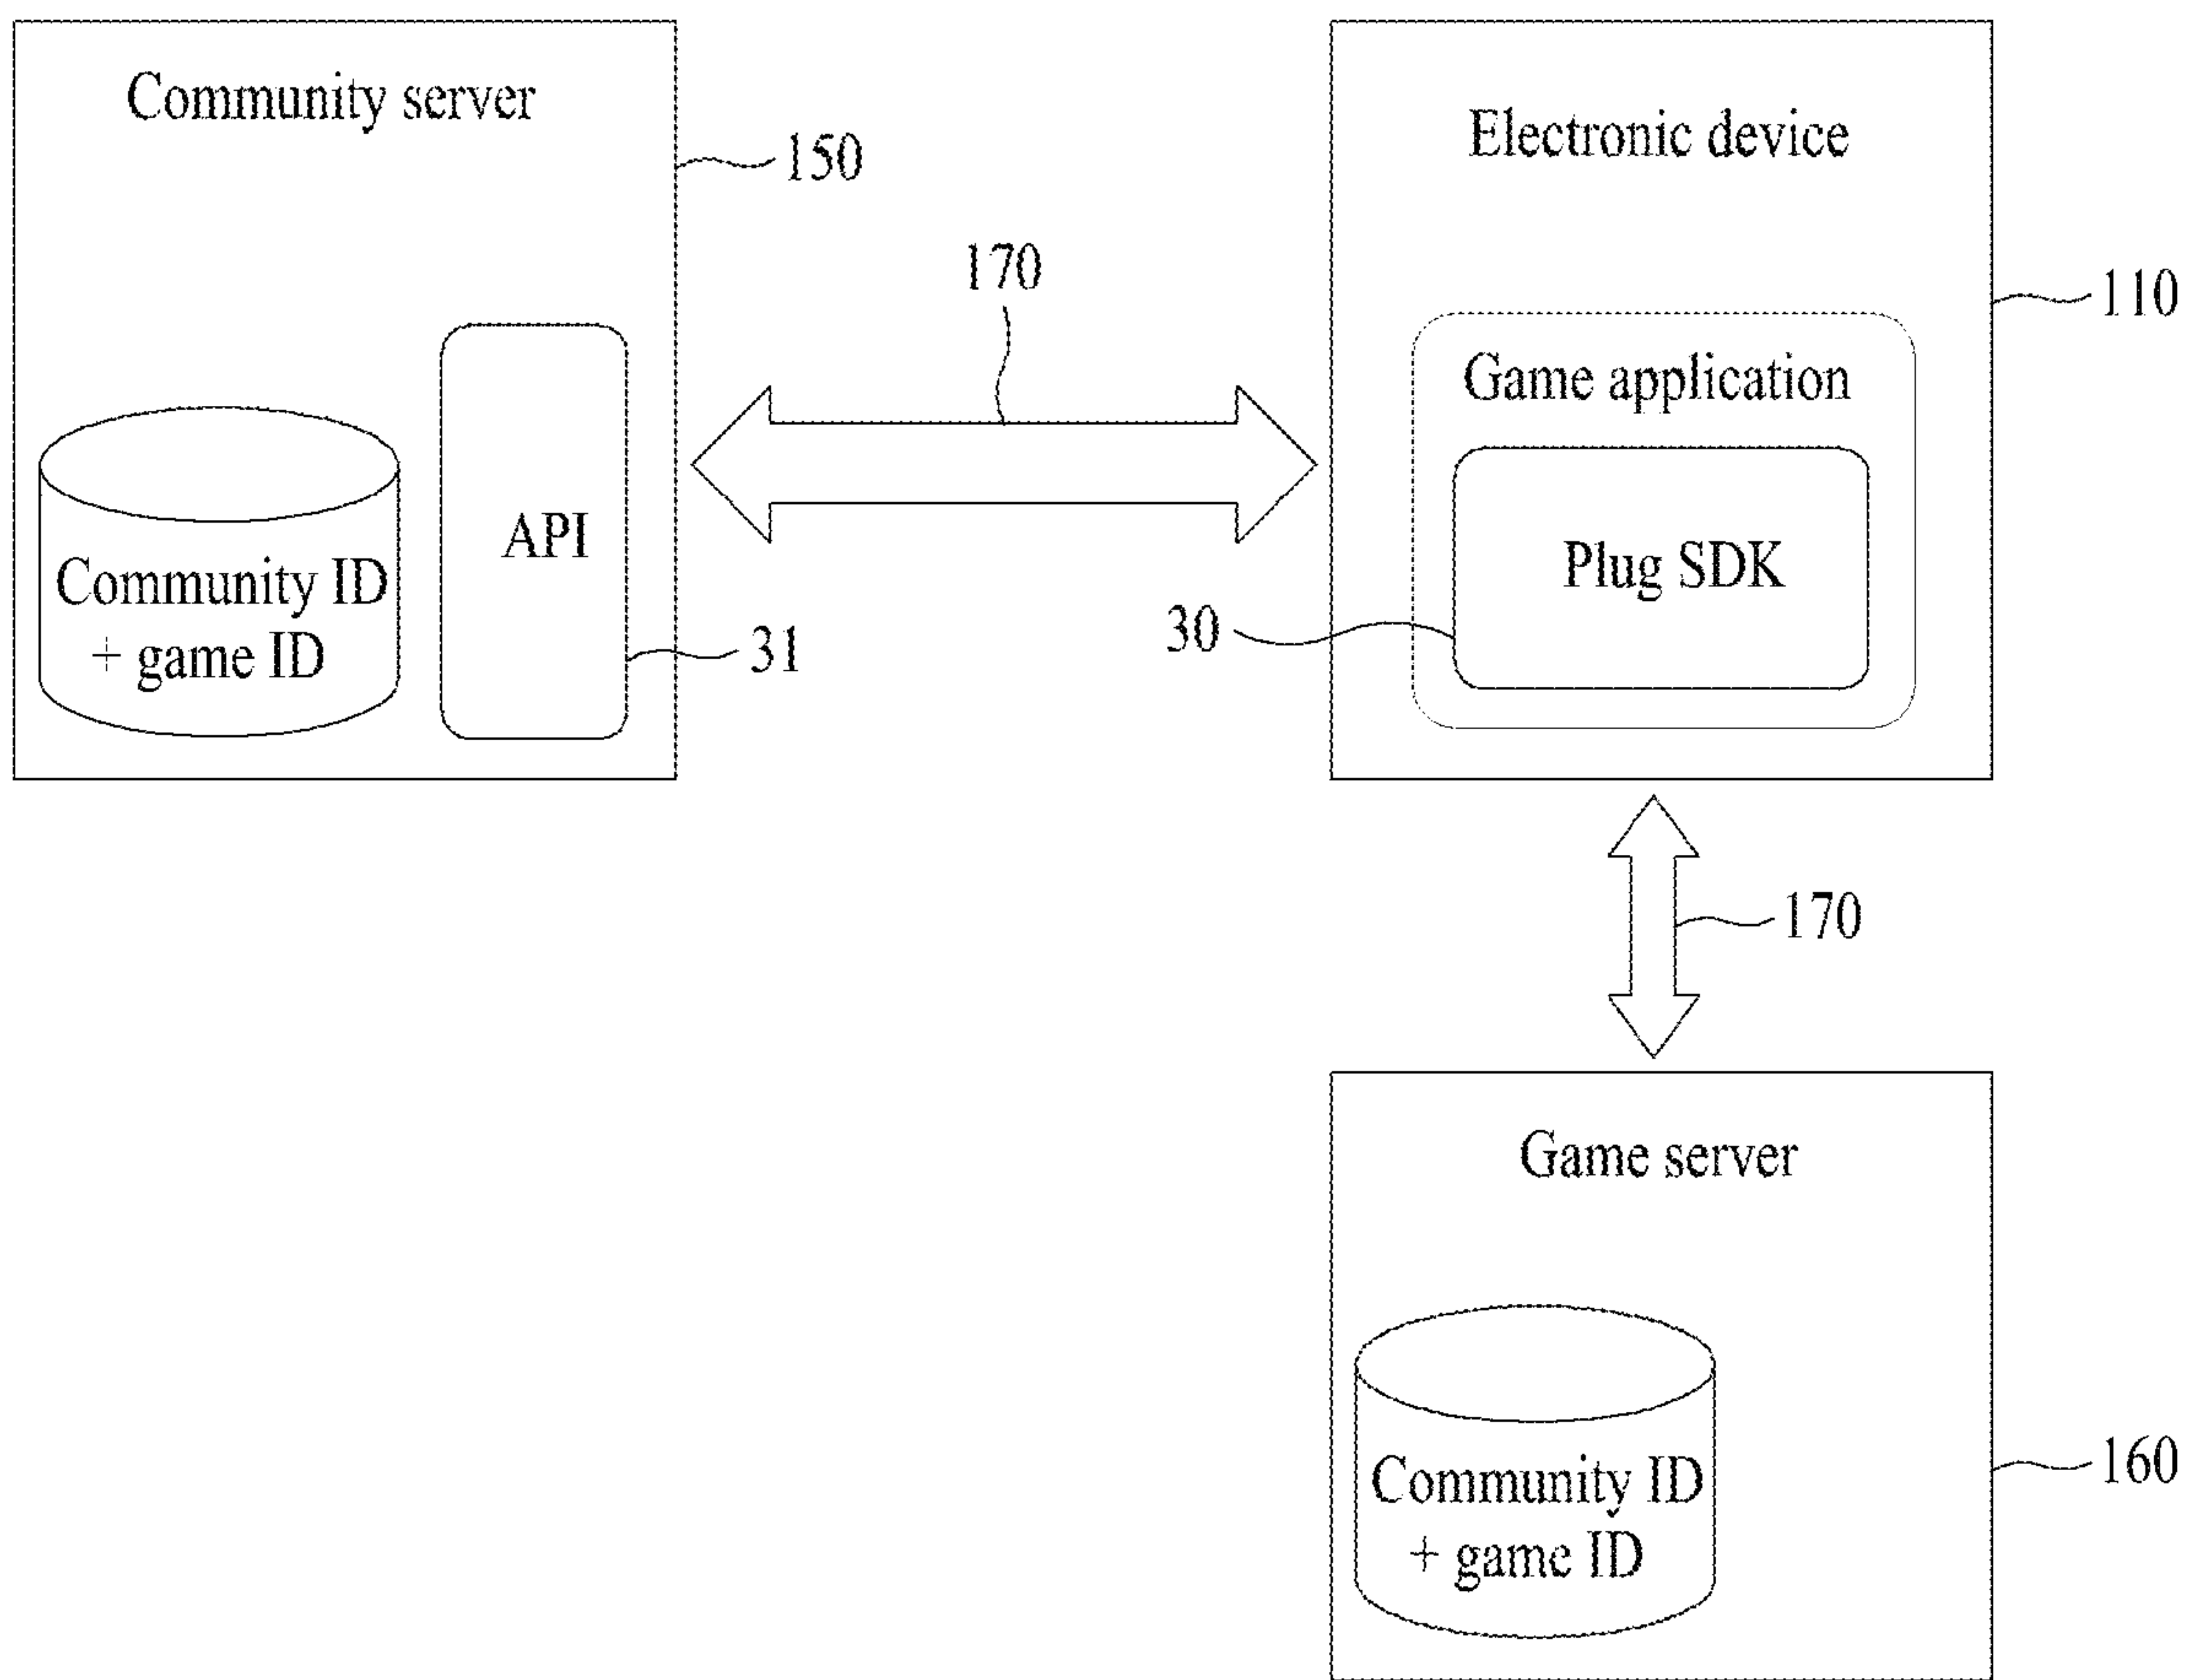 Community server
150
API
31
Community ID
+ game ID
170
Electronic device
110
Game application
Plug SDK
30
170
Game server
160
Community ID
+ game ID